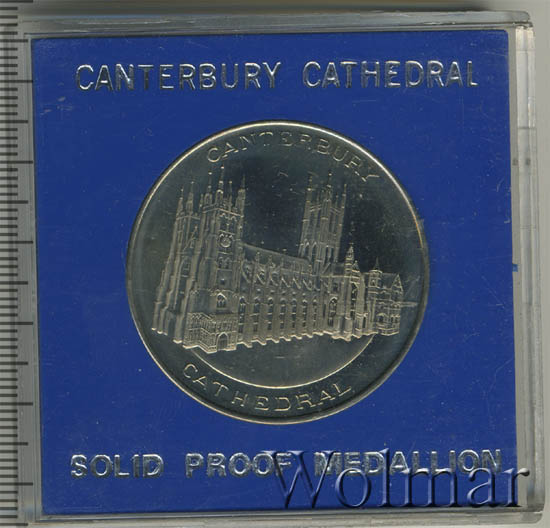 CANTERBURY CATHEDRAL
CANTERBURY
CATHEDRAL
SOLID PROOF MEDALLION
Wolmar